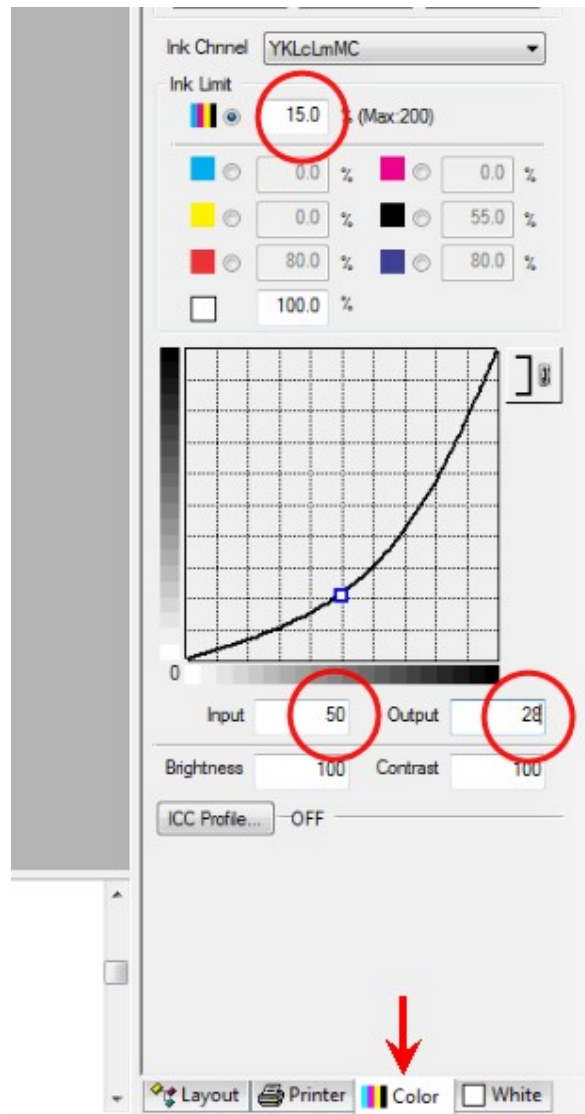 Ink Chnnel YKLcLmMC
Ink Limit
15.0 % (Max:200)
0.0 % 0.0 %
0.0 % 55.0 %
80.0 % 80.0 %
100.0 %
0
Input 50 Output 28
Brightness 100 Contrast 100
ICC Profile... OFF
Layout Printer Color White